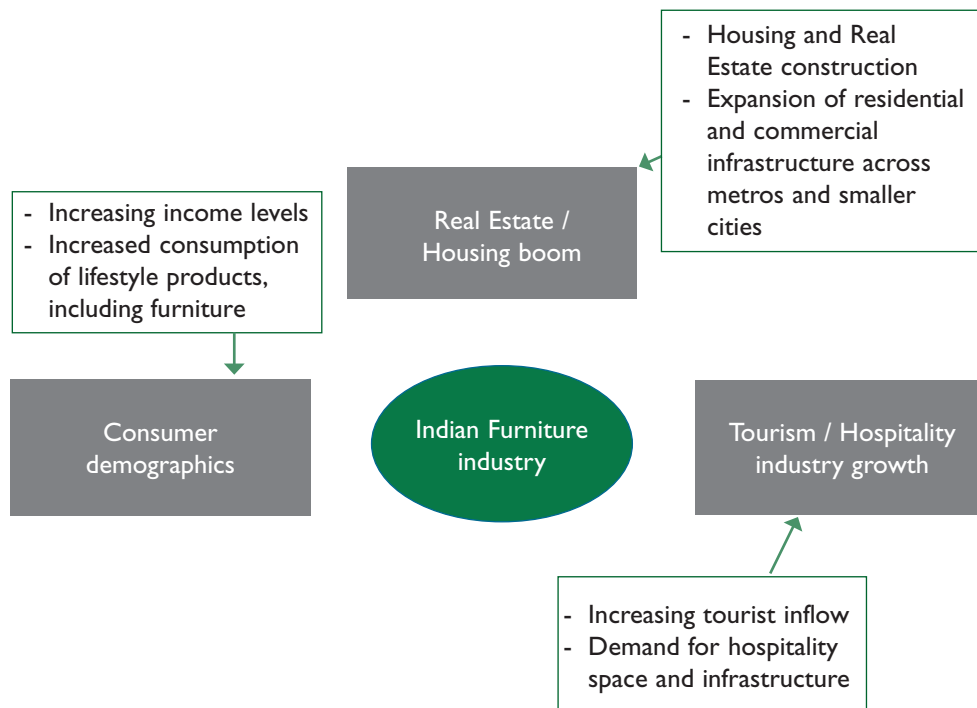 - Housing and Real
Estate construction
- Expansion of residential
and commercial
infrastructure across
metros and smaller
cities
Real Estate /
Housing boom
- Increasing income levels
- Increased consumption
of lifestyle products,
including furniture
Consumer
demographics
Indian Furniture
industry
Tourism / Hospitality
industry growth
- Increasing tourist inflow
- Demand for hospitality
space and infrastructure